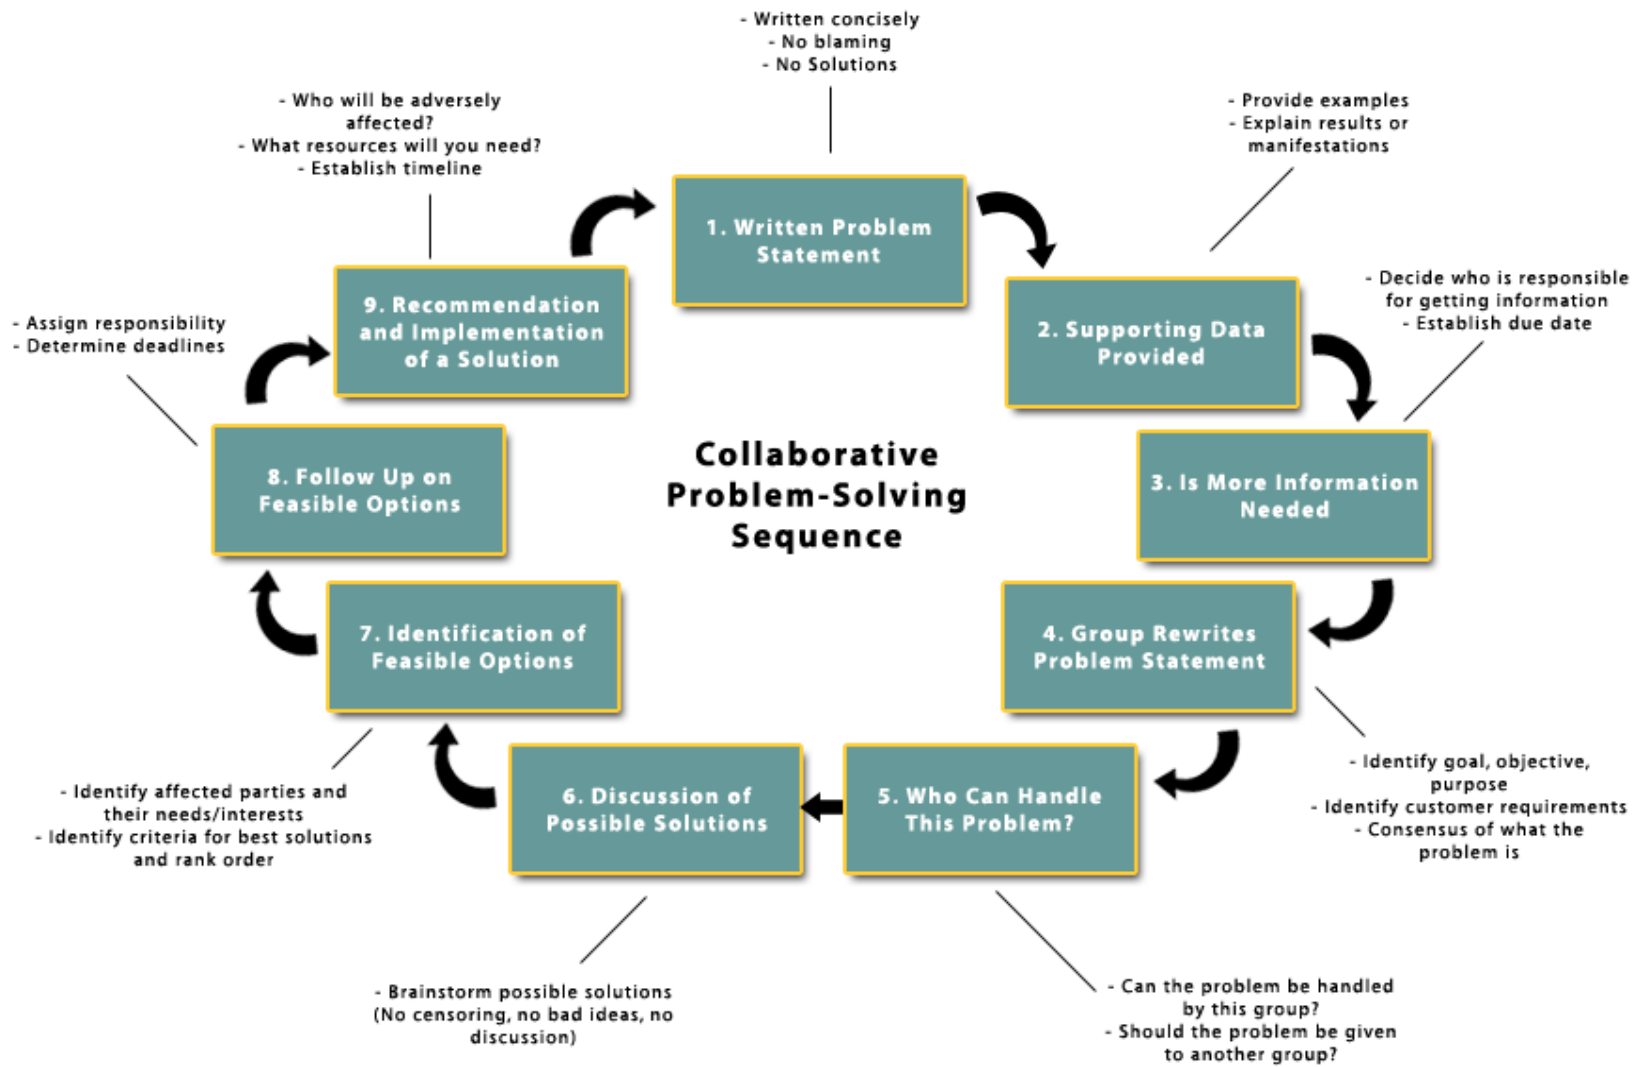 - Written concisely
- No blaming
- No Solutions
1. Written Problem
Statement
- Provide examples
- Explain results or
manifestations
2. Supporting Data
Provided
- Decide who is responsible
for getting information
- Establish due date
3. Is More Information
Needed
4. Group Rewrites
Problem Statement
- Identify goal, objective,
purpose
- Identify customer requirements
- Consensus of what the
problem is
5. Who Can Handle
This Problem?
- Can the problem be handled
by this group?
- Should the problem be given
to another group?
6. Discussion of
Possible Solutions
- Brainstorm possible solutions
(No censoring, no bad ideas, no
discussion)
7. Identification of
Feasible Options
- Identify affected parties and
their needs/interests
- Identify criteria for best solutions
and rank order
8. Follow Up on
Feasible Options
- Assign responsibility
- Determine deadlines
9. Recommendation
and Implementation
of a Solution
- Who will be adversely
affected?
- What resources will you need?
- Establish timeline
Collaborative
Problem-Solving
Sequence